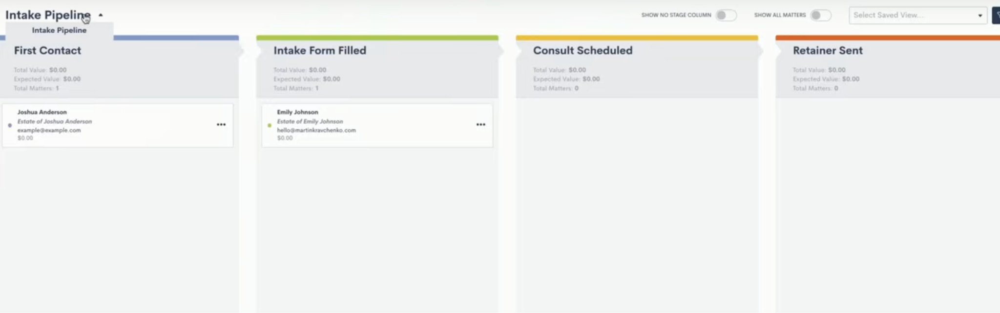 Intake Pipeline
SHOW NO STAGE COLUMN
SHOW ALL MATTERS
Select Saved View...
Intake Pipeline
First Contact
Total Value: $0.00
Expected Value: $0.00
Total Matters: 1
Joshua Anderson
Estate of Joshua Anderson
example@example.com
$0.00
Intake Form Filled
Total Value: $0.00
Expected Value: $0.00
Total Matters: 1
Emily Johnson
Estate of Emily Johnson
hello@martinkravchenko.com
$0.00
Consult Scheduled
Total Value: $0.00
Expected Value: $0.00
Total Matters: 0
Retainer Sent
Total Value: $0.00
Expected Value: $0.00
Total Matters: 0